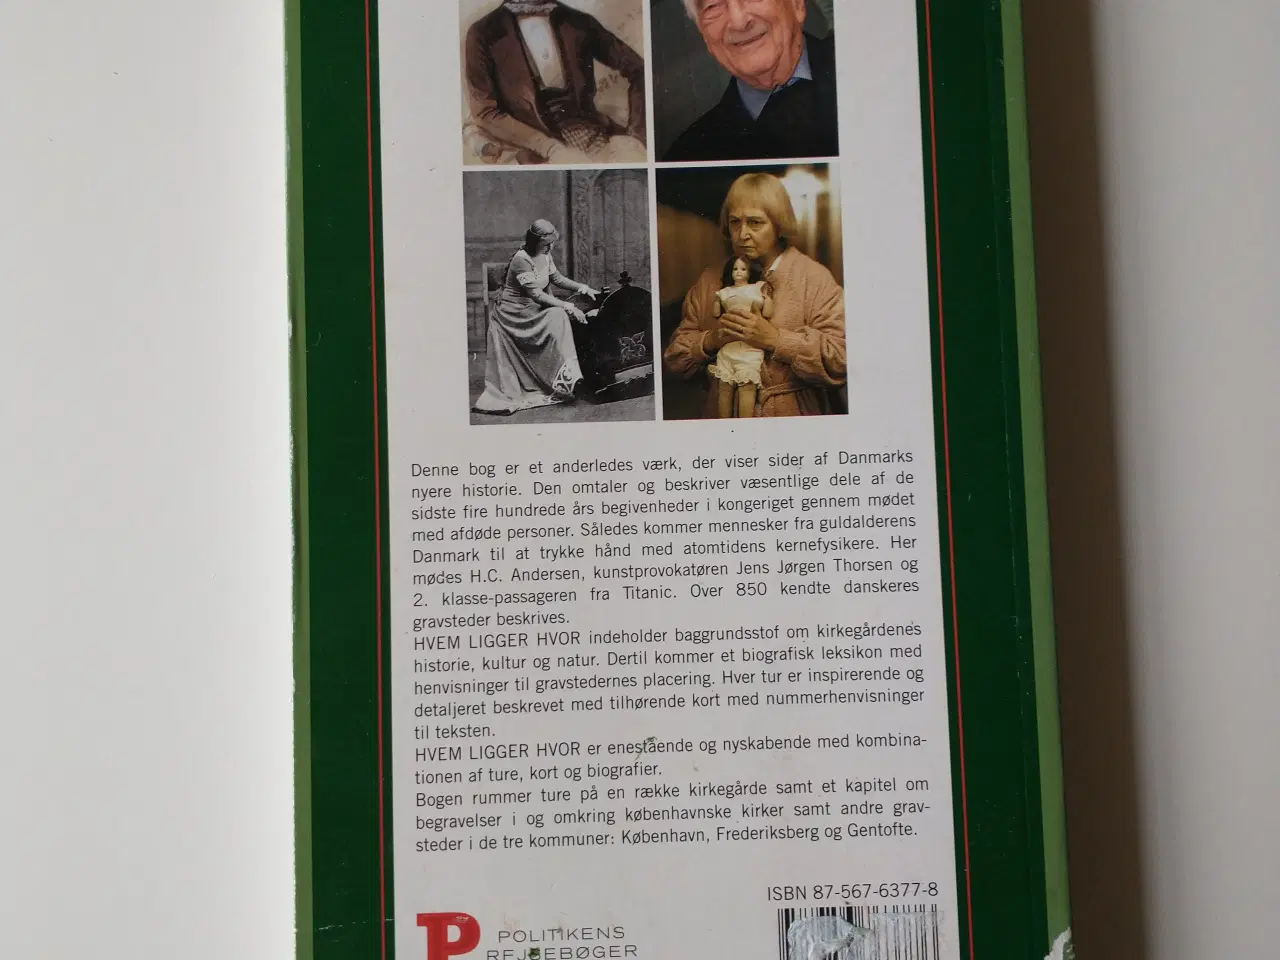 Denne bog er et anderledes værk, der viser sider af Danmarks
nyere historie. Den omtaler og beskriver væsentlige dele af de
sidste fire hundrede års begivenheder i kongeriget gennem mødet
med afdøde personer. Således kommer mennesker fra guldalderens
Danmark til at trykke hånd med atomtidens kernefysikere. Her
mødes H.C. Andersen, kunstprovokatøren Jens Jørgen Thorsen og
2. klasse-passageren fra Titanic. Over 850 kendte danskeres
gravsteder beskrives.
HVEM LIGGER HVOR indeholder baggrundsstof om kirkegårdenes
historie, kultur og natur. Dertil kommer et biografisk leksikon med
henvisninger til gravstedernes placering. Hver tur er inspirerende og
detaljeret beskrevet med tilhørende kort med nummerhenvisninger
til teksten.
HVEM LIGGER HVOR er enestående og nyskabende med kombina-
tionen af ture, kort og biografier.
Bogen rummer ture på en række kirkegårde samt et kapitel om
begravelser i og omkring københavnske kirker samt andre grav-
steder i de tre kommuner: København, Frederiksberg og Gentofte.
ISBN 87-567-6377-8
P
POLITIKENS
REJSEBØGER